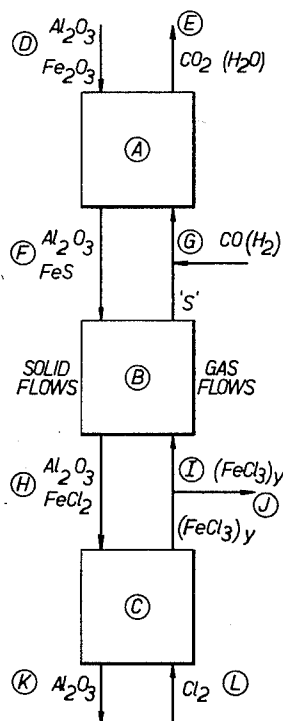 D Al2O3
Fe2O3
E
CO2 (H2O)
A
F Al2O3
FeS
G CO(H2)
'S'
SOLID
FLOWS
B
GAS
FLOWS
H Al2O3
FeCl2
I (FeCl3)y
J
(FeCl3)y
C
K Al2O3
Cl2 L